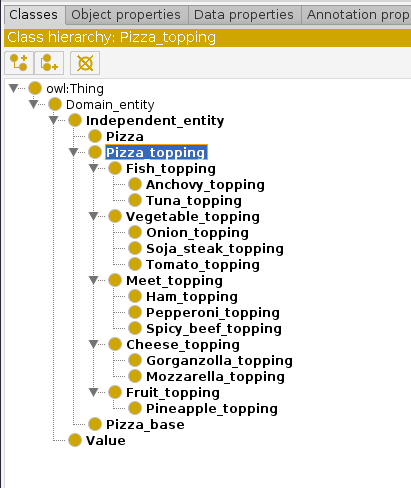 Classes Object properties Data properties Annotation prop
Class hierarchy: Pizza_topping
owl:Thing
Domain_entity
Independent_entity
Pizza
Pizza_topping
Fish_topping
Anchovy_topping
Tuna_topping
Vegetable_topping
Onion_topping
Soja_steak_topping
Tomato_topping
Meet_topping
Ham_topping
Pepperoni_topping
Spicy_beef_topping
Cheese_topping
Gorganzolla_topping
Mozzarella_topping
Fruit_topping
Pineapple_topping
Pizza_base
Value